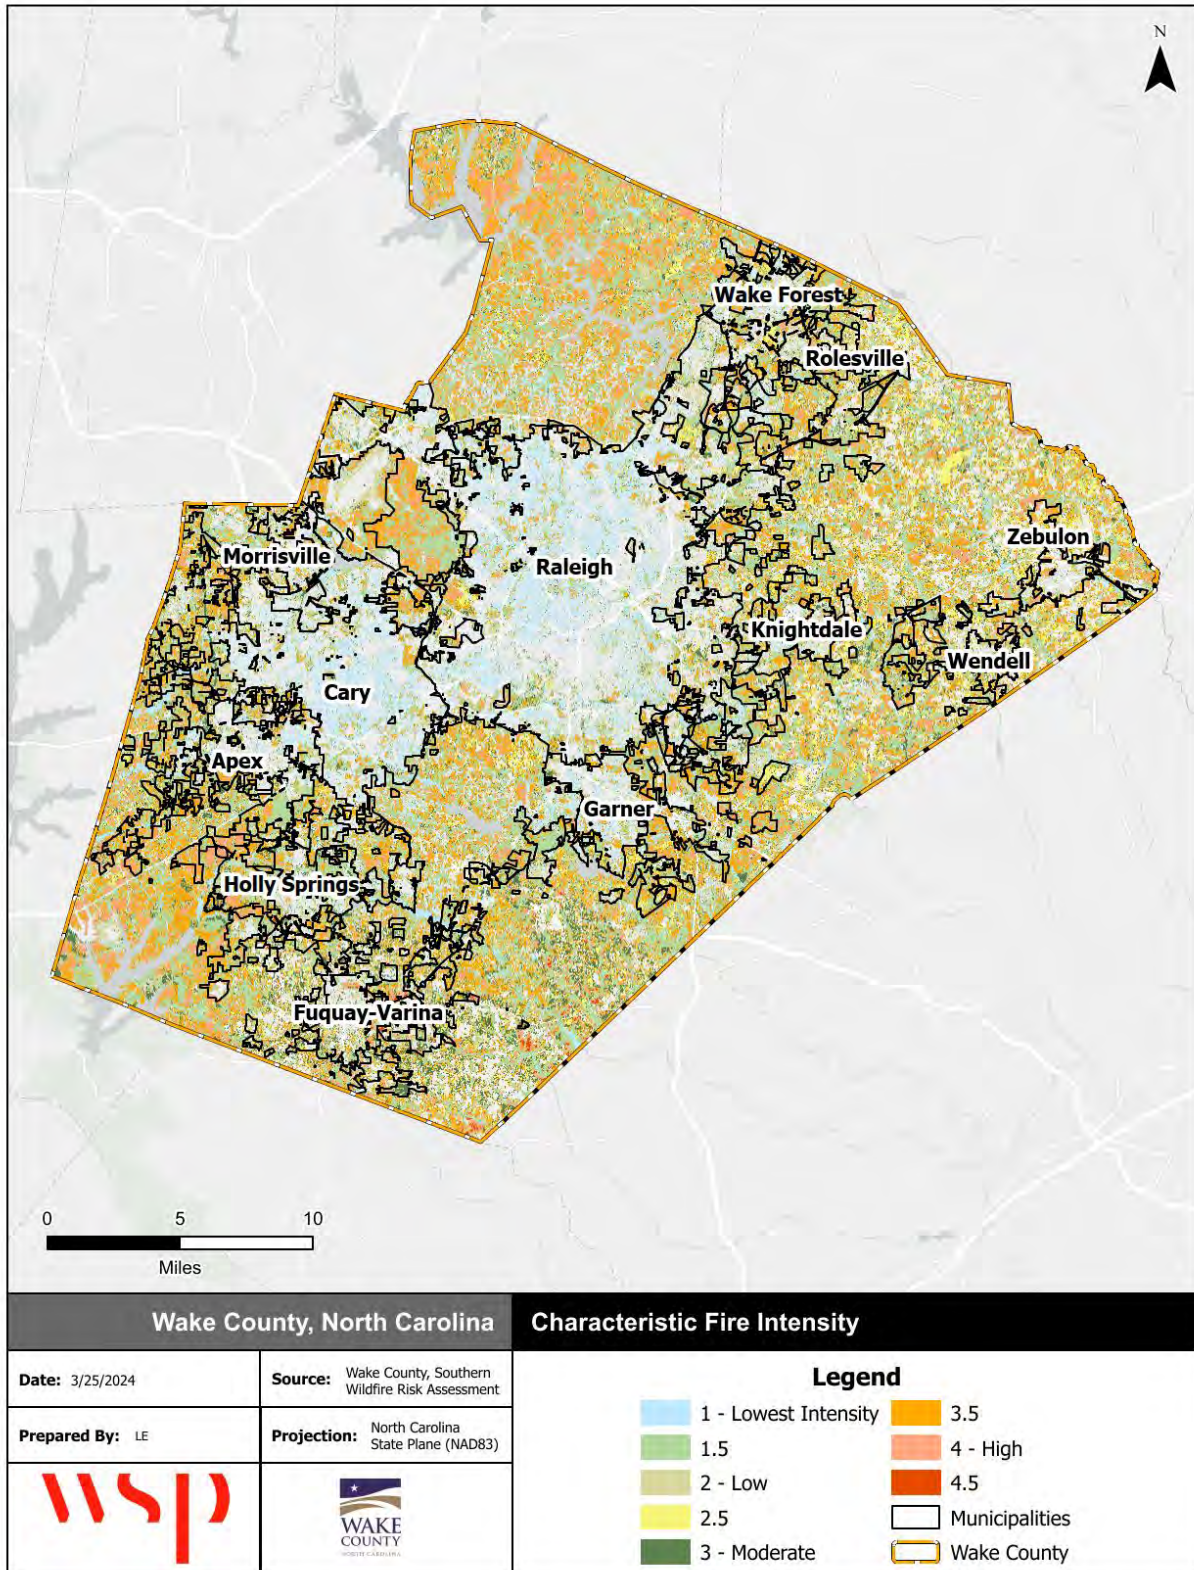 N
Wake Forest
Rolesville
Zebulon
Morrisville
Raleigh
Knightdale
Wendell
Cary
Apex
Garner
Holly Springs
Fuquay-Varina
0 5 10
Miles
Wake County, North Carolina
Characteristic Fire Intensity
Date: 3/25/2024
Source: Wake County, Southern
Wildfire Risk Assessment
Prepared By: LE
Projection: North Carolina
State Plane (NAD83)
wsp
WAKE
COUNTY
NORTH CAROLINA
Legend
1 - Lowest Intensity
1.5
2 - Low
2.5
3 - Moderate
3.5
4 - High
4.5
Municipalities
Wake County